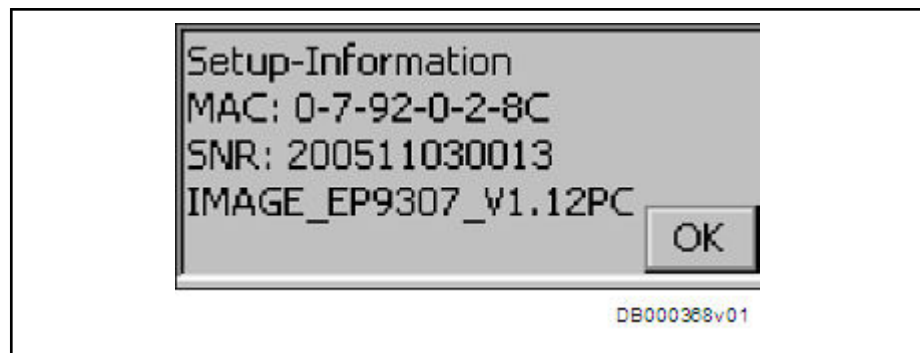 Setup-Information
MAC: 0-7-92-0-2-8C
SNR: 200511030013
IMAGE_EP9307_V1.12PC
OK
DB000368v01